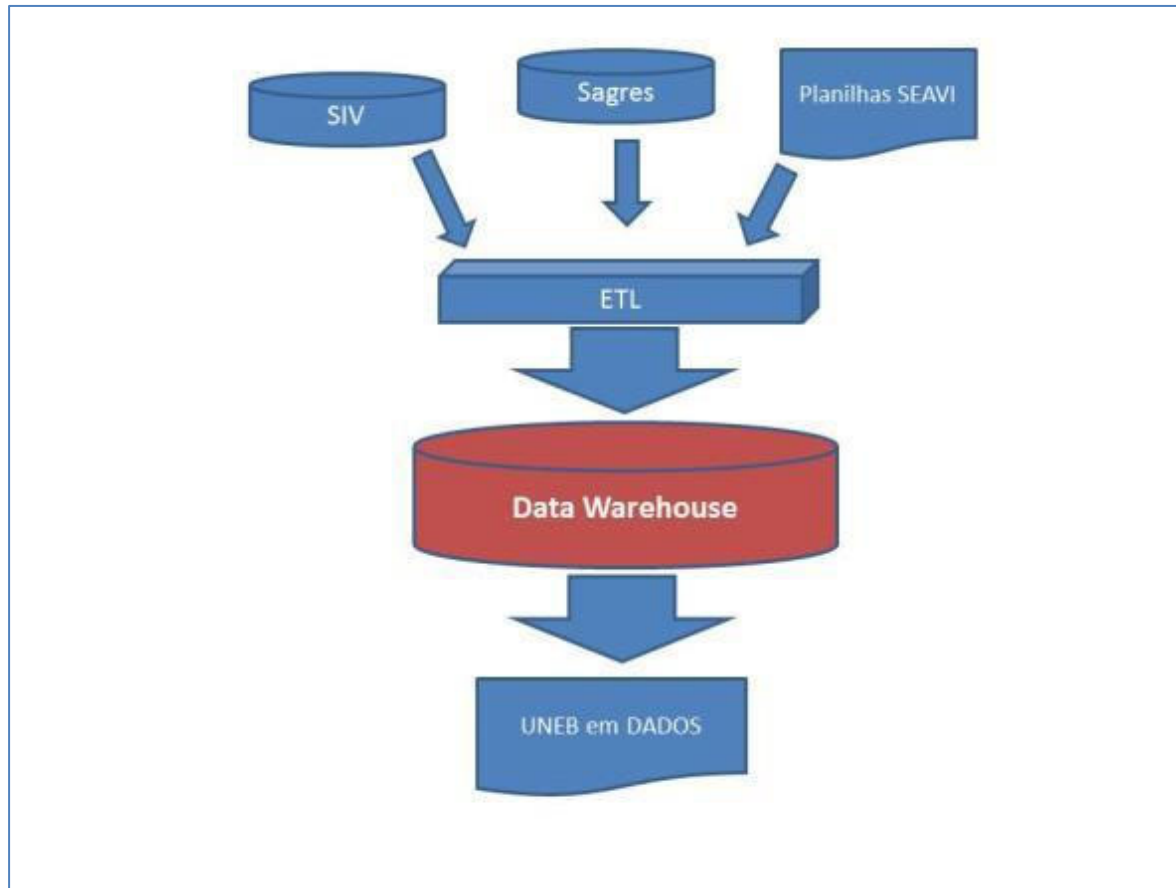 SIV
Sagres
Planilhas SEAVI
ETL
Data Warehouse
UNEB em DADOS